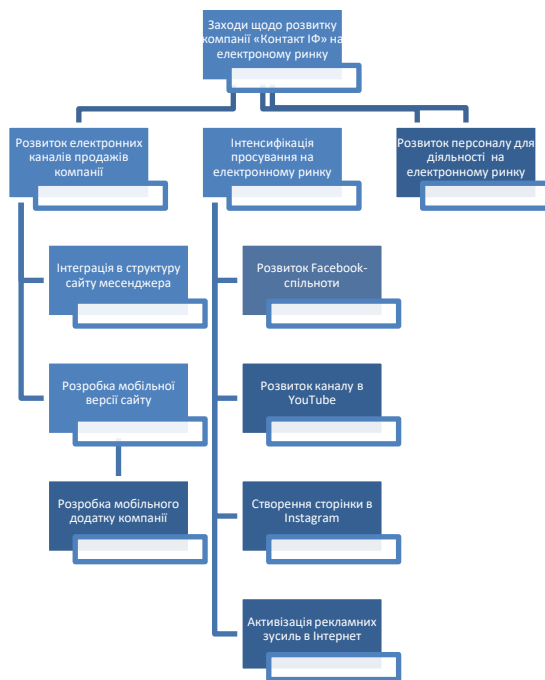 Заходи щодо розвитку
компанії «Контакт ІФ» на
електроному ринку
Розвиток електронних
каналів продажів
компанії
Інтенсифікація
просування на
електронному ринку
Розвиток персоналу для
діяльності на
електронному ринку
Інтеграція в структуру
сайту месенджера
Розробка мобільної
версії сайту
Розробка мобільного
додатку компанії
Розвиток Facebook-
спільноти
Розвиток каналу в
YouTube
Створення сторінки в
Instagram
Активізація рекламних
зусиль в Інтернет